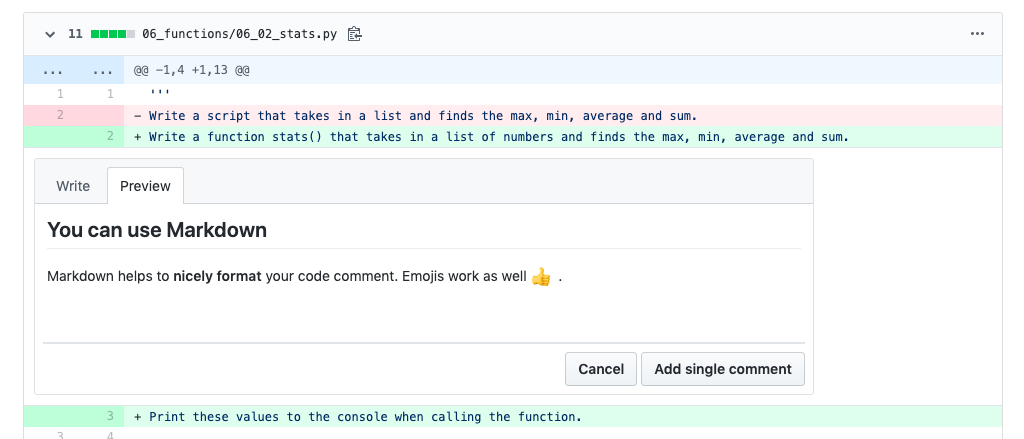 11 06_functions/06_02_stats.py ...
... ... @@ -1,4 +1,13 @@
1 1 '''
2 - Write a script that takes in a list and finds the max, min, average and sum.
2 + Write a function stats() that takes in a list of numbers and finds the max, min, average and sum.
Write Preview
You can use Markdown
Markdown helps to nicely format your code comment. Emojis work as well 👍 .
Cancel Add single comment
3 + Print these values to the console when calling the function.
3 4